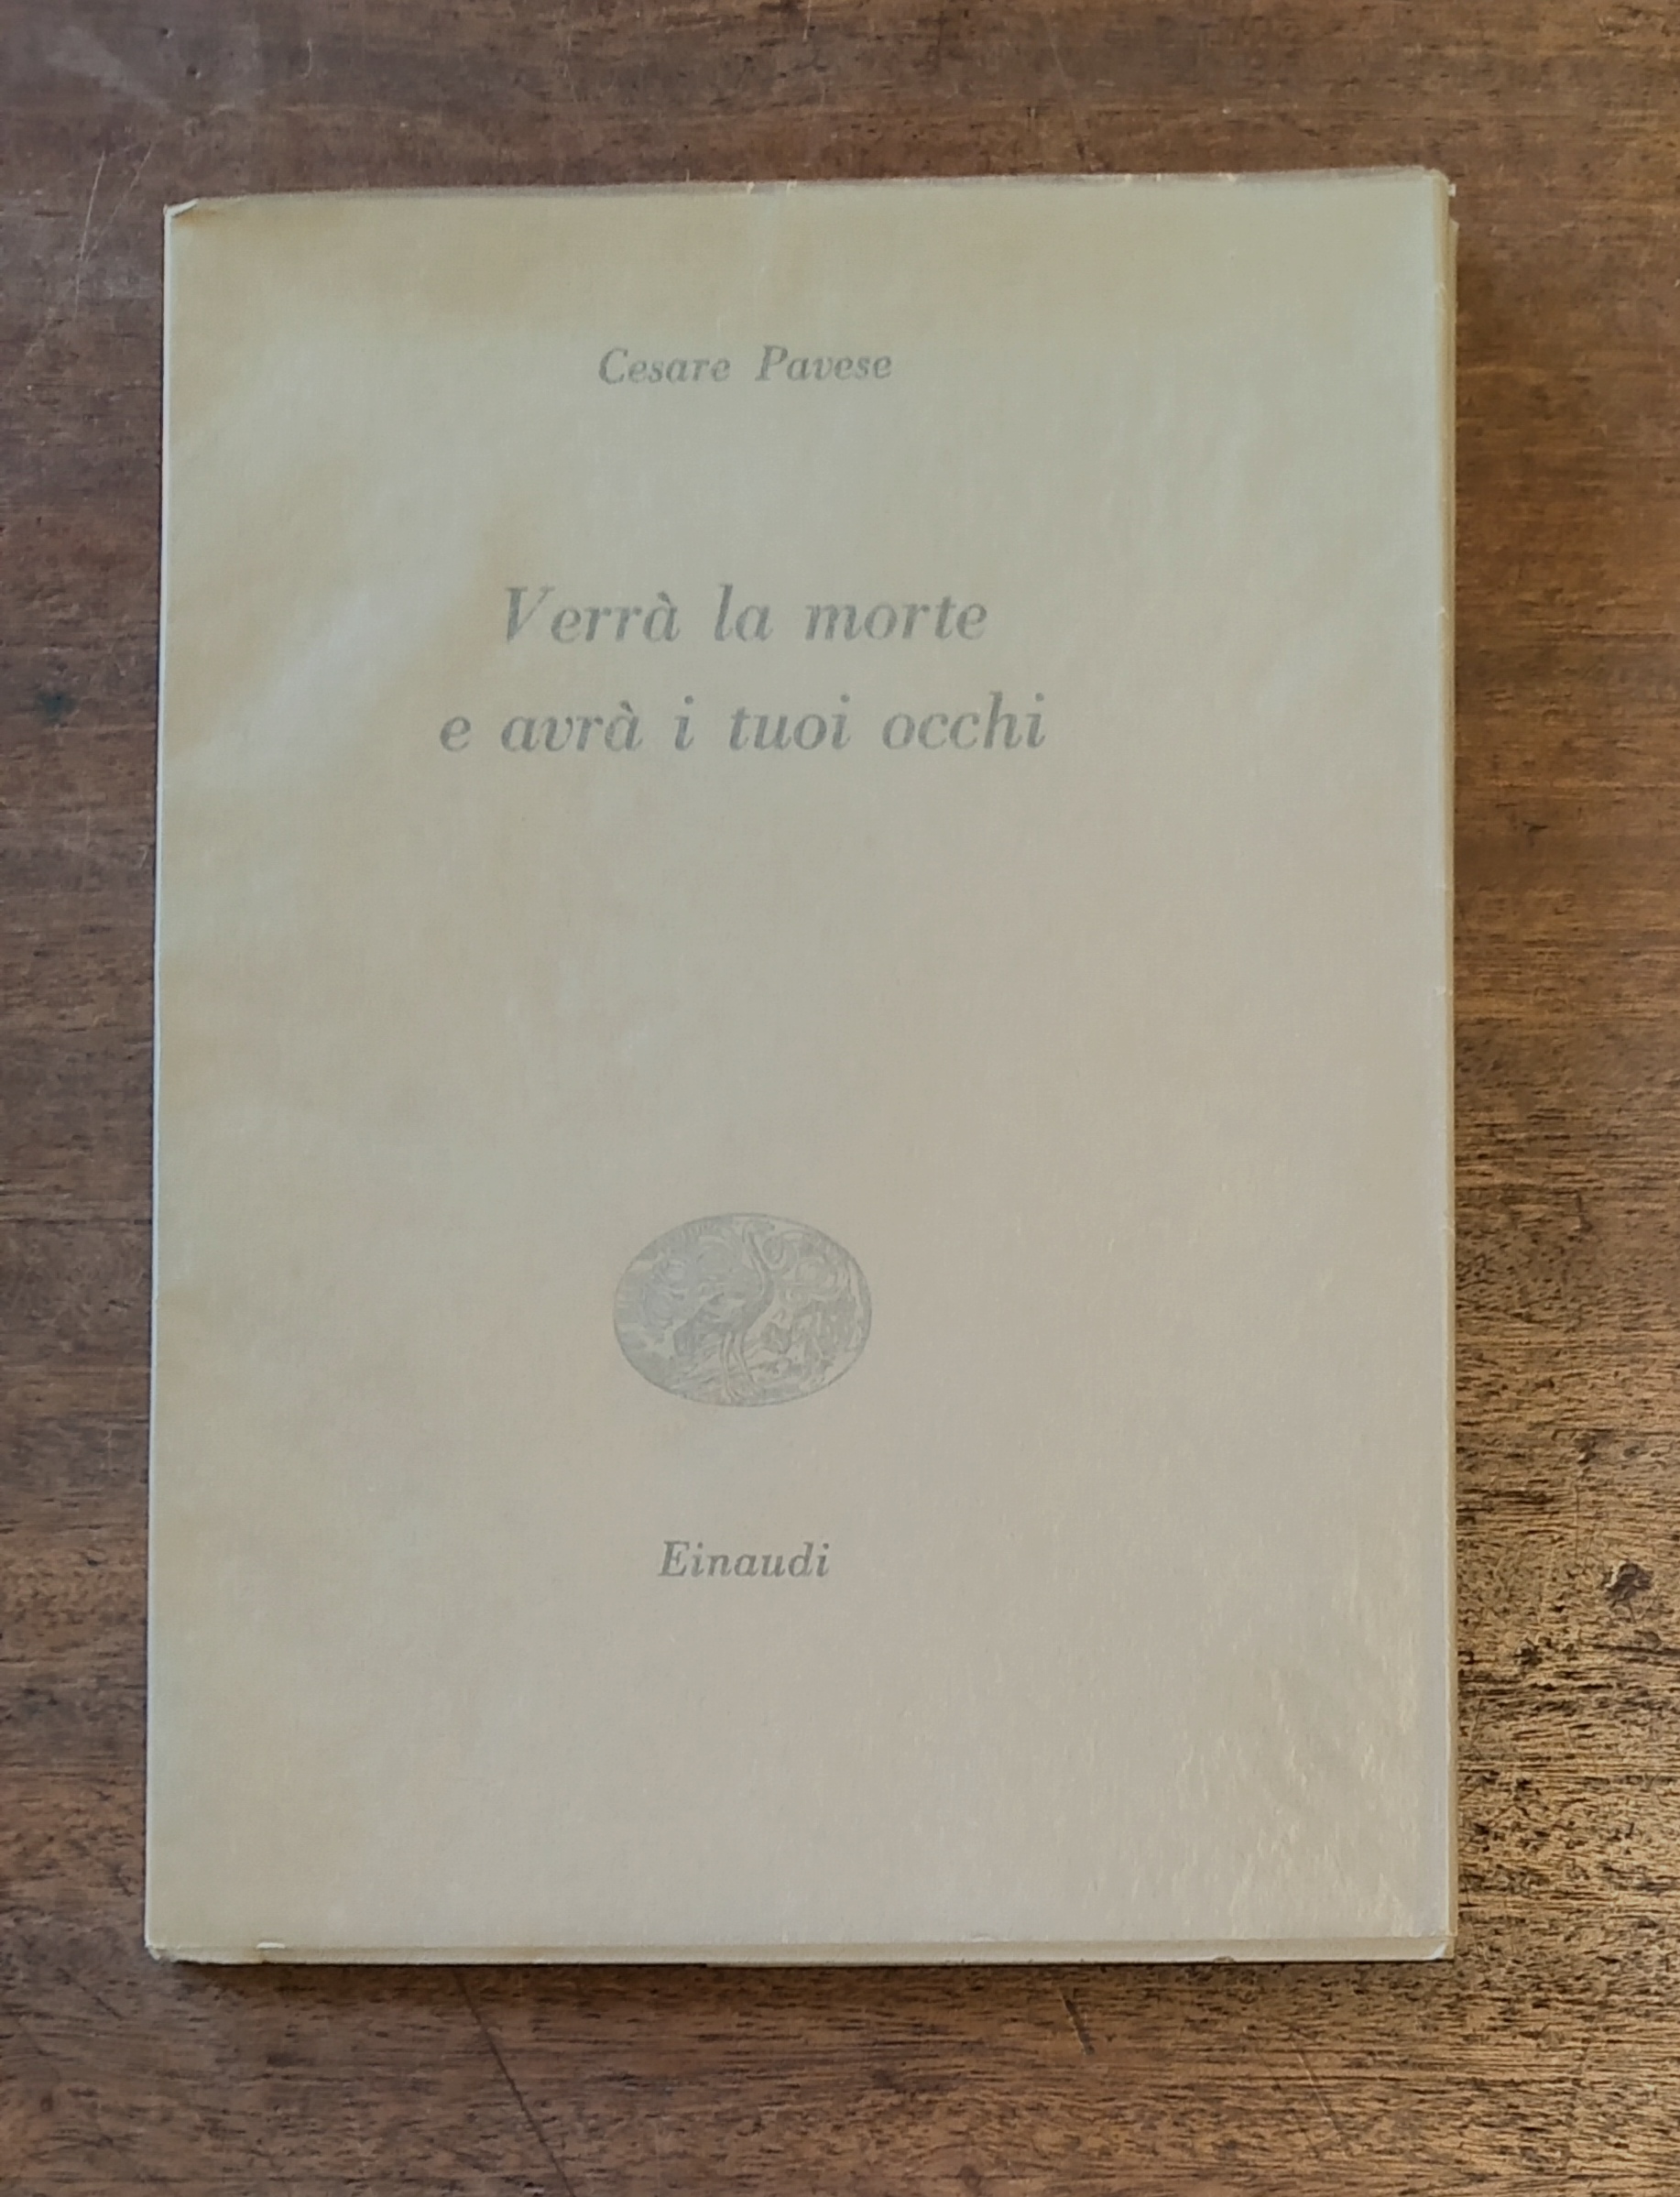 Cesare Pavese
Verrà la morte
e avrà i tuoi occhi
Einaudi